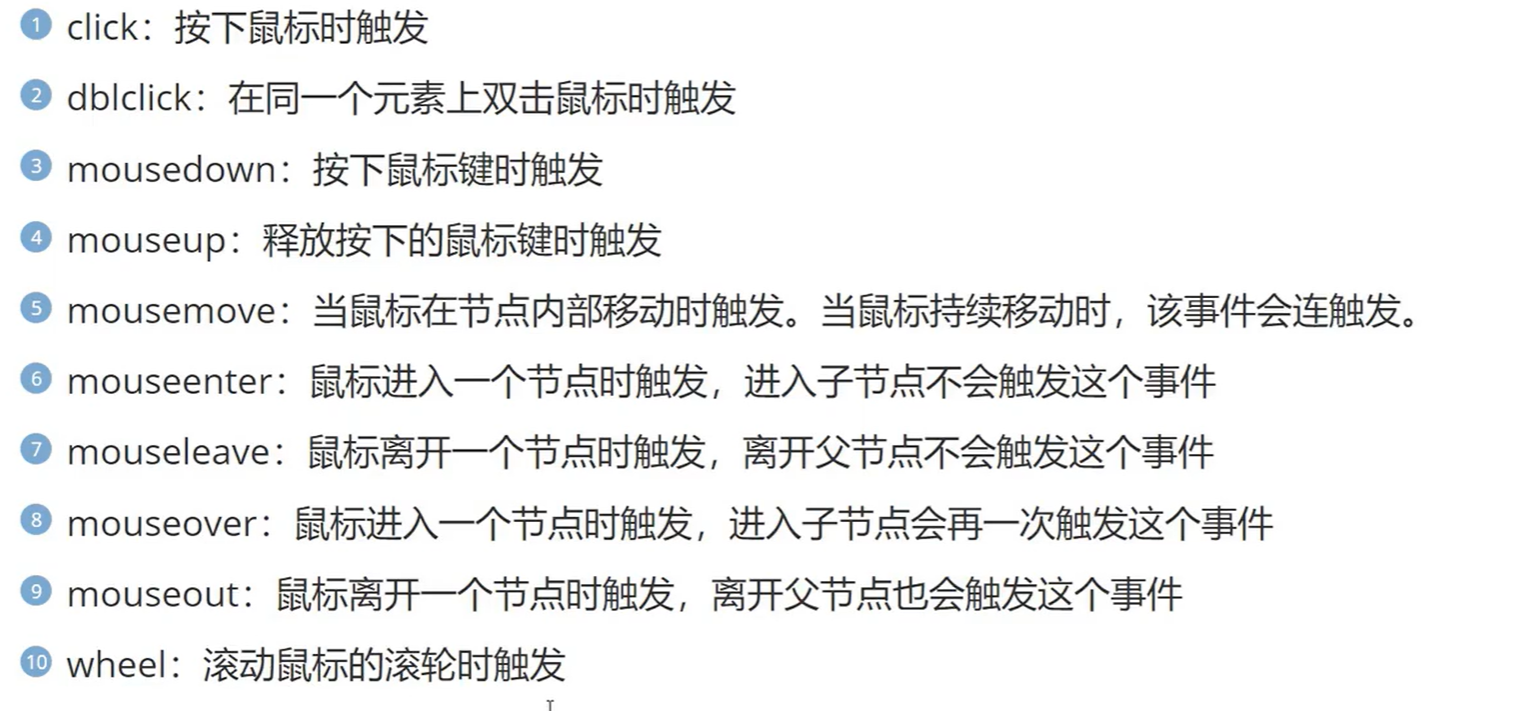 1 click：按下鼠标时触发
2 dblclick：在同一个元素上双击鼠标时触发
3 mousedown：按下鼠标键时触发
4 mouseup：释放按下的鼠标键时触发
5 mousemove：当鼠标在节点内部移动时触发。当鼠标持续移动时，该事件会连触发。
6 mouseenter：鼠标进入一个节点时触发，进入子节点不会触发这个事件
7 mouseleave：鼠标离开一个节点时触发，离开父节点不会触发这个事件
8 mouseover：鼠标进入一个节点时触发，进入子节点会再一次触发这个事件
9 mouseout：鼠标离开一个节点时触发，离开父节点也会触发这个事件
10 wheel：滚动鼠标的滚轮时触发